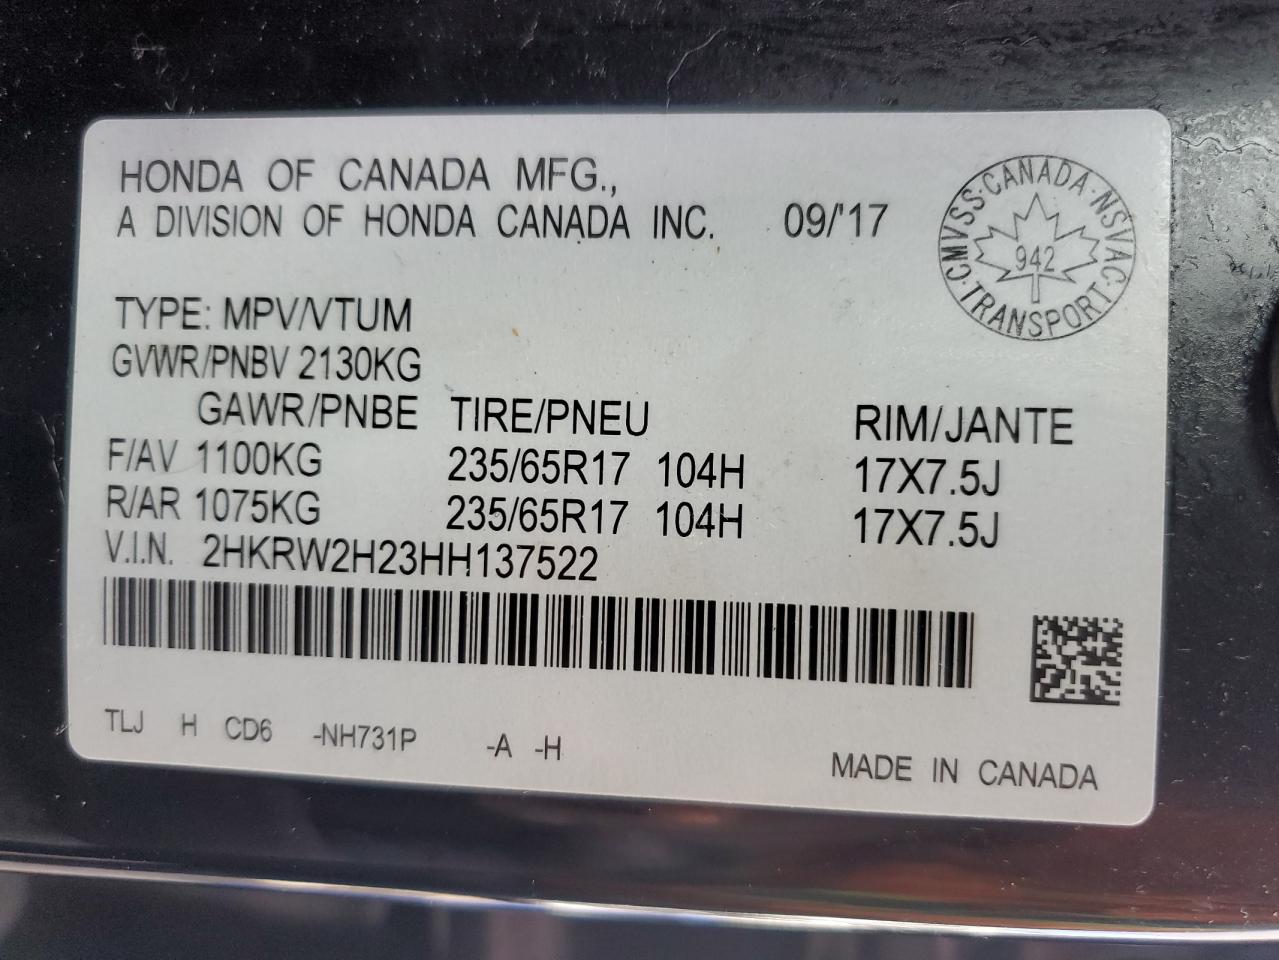 HONDA OF CANADA MFG.,
A DIVISION OF HONDA CANADA INC. 09/'17
CMVSS·CANADA·NSVAC·TRANSPORT·
942
TYPE: MPV/VTUM
GVWR/PNBV 2130KG
GAWR/PNBE TIRE/PNEU RIM/JANTE
F/AV 1100KG 235/65R17 104H 17X7.5J
R/AR 1075KG 235/65R17 104H 17X7.5J
V.I.N. 2HKRW2H23HH137522
TLJ H CD6 -NH731P -A -H
MADE IN CANADA